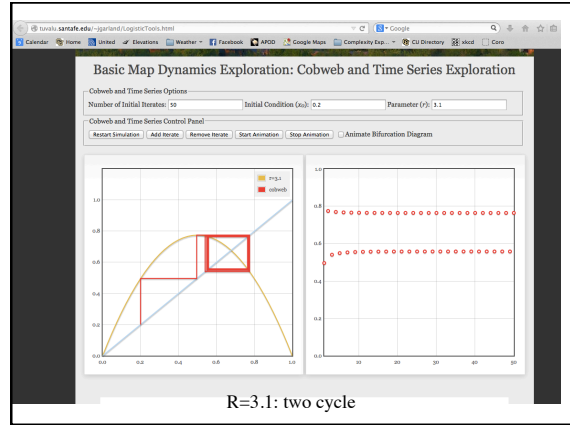 tuvalu.santafe.edu/~jgarland/LogisticTools.html
Google
Calendar Home United Elevations Weather Facebook APOD Google Maps Complexity Exp... CU Directory xkcd Coro
Basic Map Dynamics Exploration: Cobweb and Time Series Exploration
Cobweb and Time Series Options
Number of Initial Iterates: 50 Initial Condition (x₀): 0.2 Parameter (r): 3.1
Cobweb and Time Series Control Panel
Restart Simulation Add Iterate Remove Iterate Start Animation Stop Animation Animate Bifurcation Diagram
r=3.1
cobweb
1.0
0.8
0.6
0.4
0.2
0.0
0.0 0.2 0.4 0.6 0.8 1.0
1.0
0.8
0.6
0.4
0.2
0.0
10 20 30 40 50
R=3.1: two cycle